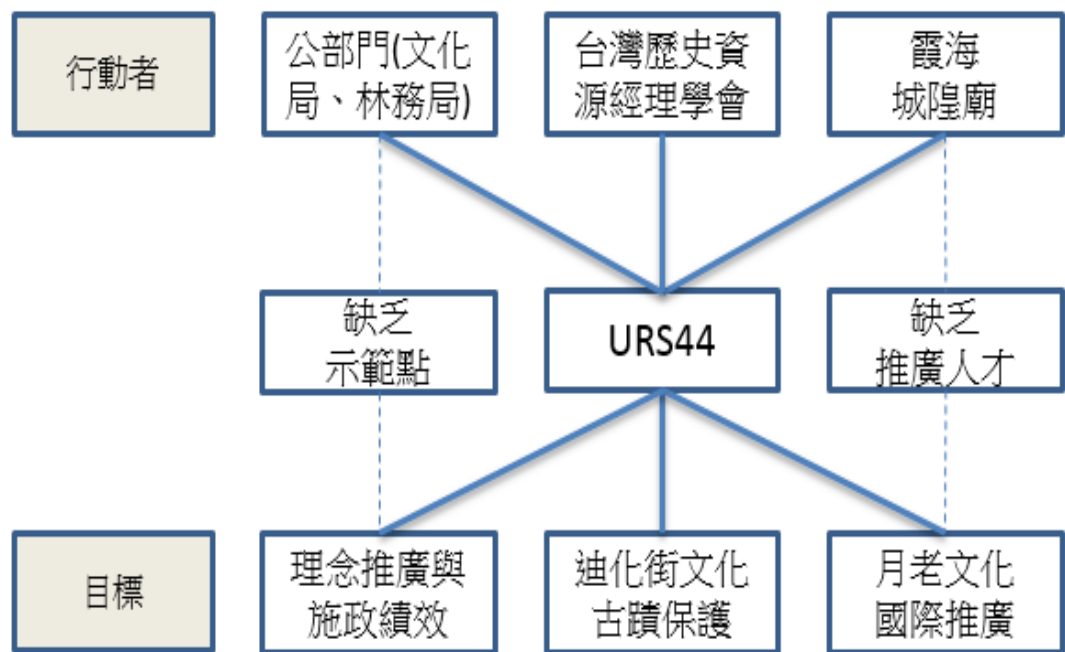 行動者
公部門(文化
局、林務局)
台灣歷史資
源經理學會
霞海
城隍廟
缺乏
示範點
URS44
缺乏
推廣人才
目標
理念推廣與
施政績效
迪化街文化
古蹟保護
月老文化
國際推廣